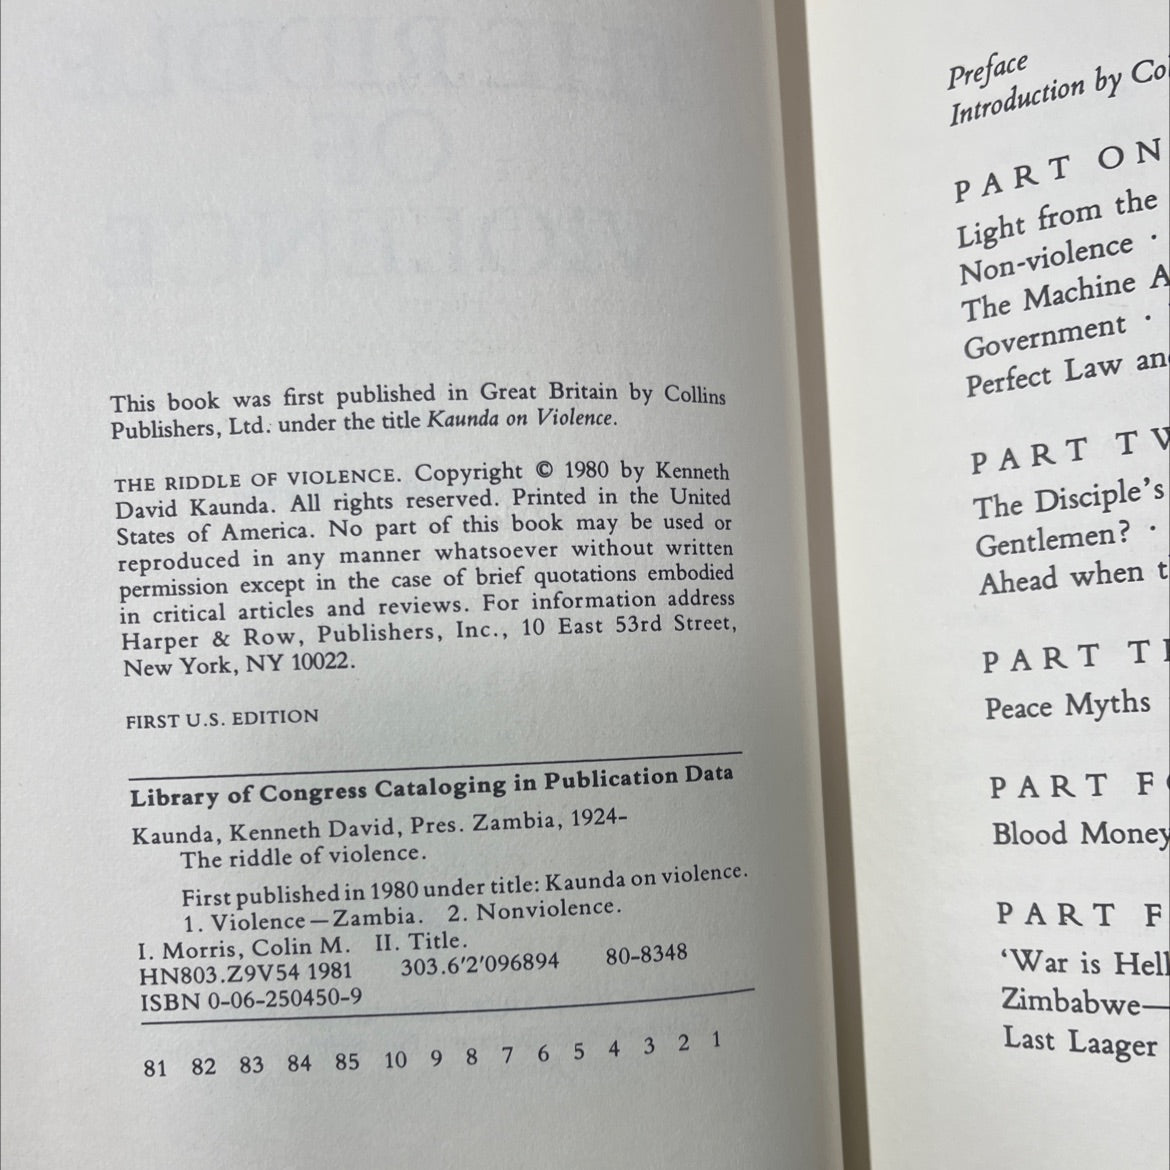 This book was first published in Great Britain by Collins
Publishers, Ltd. under the title Kaunda on Violence.
THE RIDDLE OF VIOLENCE. Copyright © 1980 by Kenneth
David Kaunda. All rights reserved. Printed in the United
States of America. No part of this book may be used or
reproduced in any manner whatsoever without written
permission except in the case of brief quotations embodied
in critical articles and reviews. For information address
Harper & Row, Publishers, Inc., 10 East 53rd Street,
New York, NY 10022.
FIRST U.S. EDITION
Library of Congress Cataloging in Publication Data
Kaunda, Kenneth David, Pres. Zambia, 1924–
The riddle of violence.
First published in 1980 under title: Kaunda on violence.
1. Violence—Zambia. 2. Nonviolence.
I. Morris, Colin M. II. Title.
HN803.Z9V54 1981 303.6′2′096894 80-8348
ISBN 0-06-250450-9
81 82 83 84 85 10 9 8 7 6 5 4 3 2 1
Preface
Introduction by
PART
Light from the
Non-violence ·
The Machine
Government ·
Perfect Law
PART
The Disciple's
Gentlemen? ·
Ahead when
PART
Peace Myths
PART
Blood Money
PART
'War is Hell
Zimbabwe—
Last Laager